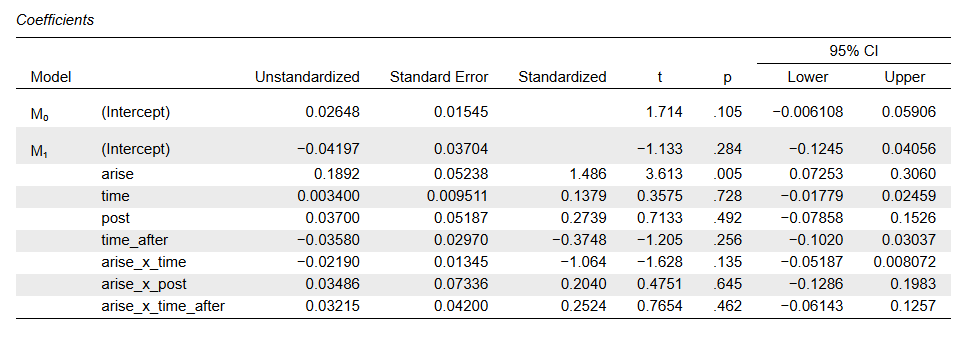 Coefficients
95% CI
Model Unstandardized Standard Error Standardized t p Lower Upper
M₀ (Intercept) 0.02648 0.01545 1.714 .105 −0.006108 0.05906
M₁ (Intercept) −0.04197 0.03704 −1.133 .284 −0.1245 0.04056
arise 0.1892 0.05238 1.486 3.613 .005 0.07253 0.3060
time 0.003400 0.009511 0.1379 0.3575 .728 −0.01779 0.02459
post 0.03700 0.05187 0.2739 0.7133 .492 −0.07858 0.1526
time_after −0.03580 0.02970 −0.3748 −1.205 .256 −0.1020 0.03037
arise_x_time −0.02190 0.01345 −1.064 −1.628 .135 −0.05187 0.008072
arise_x_post 0.03486 0.07336 0.2040 0.4751 .645 −0.1286 0.1983
arise_x_time_after 0.03215 0.04200 0.2524 0.7654 .462 −0.06143 0.1257